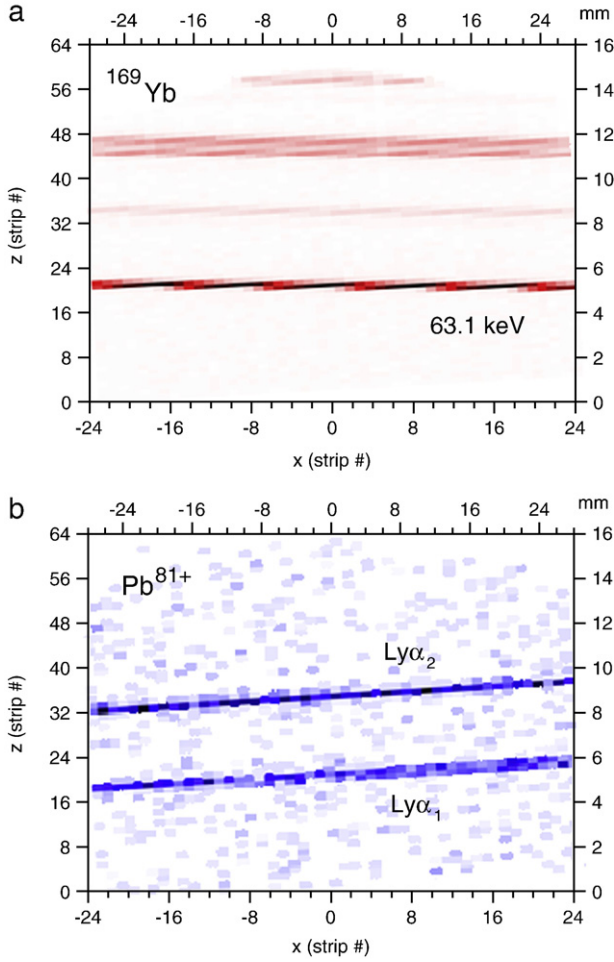 a
-24 -16 -8 0 8 16 24 mm
64 16
56 14
48 12
40 10
32 8
24 6
16 4
8 2
0 0
169Yb
63.1 keV
z (strip #)
-24 -16 -8 0 8 16 24
x (strip #)
b
-24 -16 -8 0 8 16 24 mm
64 16
56 14
48 12
40 10
32 8
24 6
16 4
8 2
0 0
Pb81+
Lyα2
Lyα1
z (strip #)
-24 -16 -8 0 8 16 24
x (strip #)